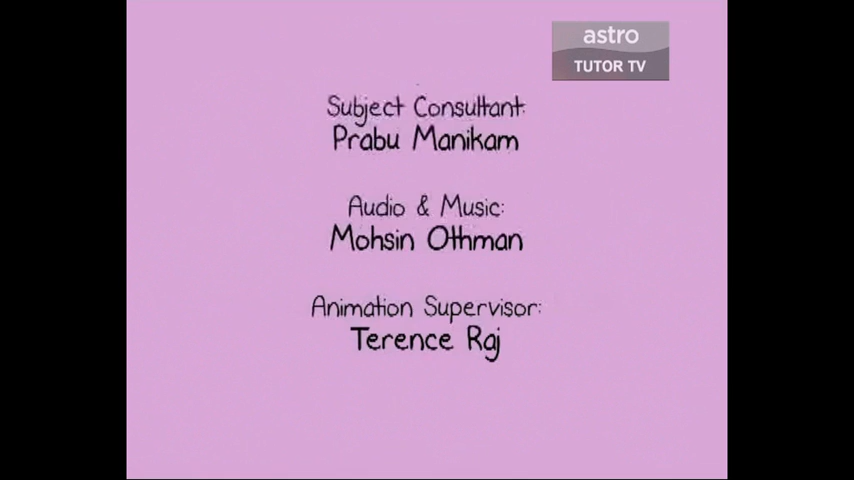 astro
TUTOR TV
Subject Consultant:
Prabu Manikam
Audio & Music:
Mohsin Othman
Animation Supervisor:
Terence Raj